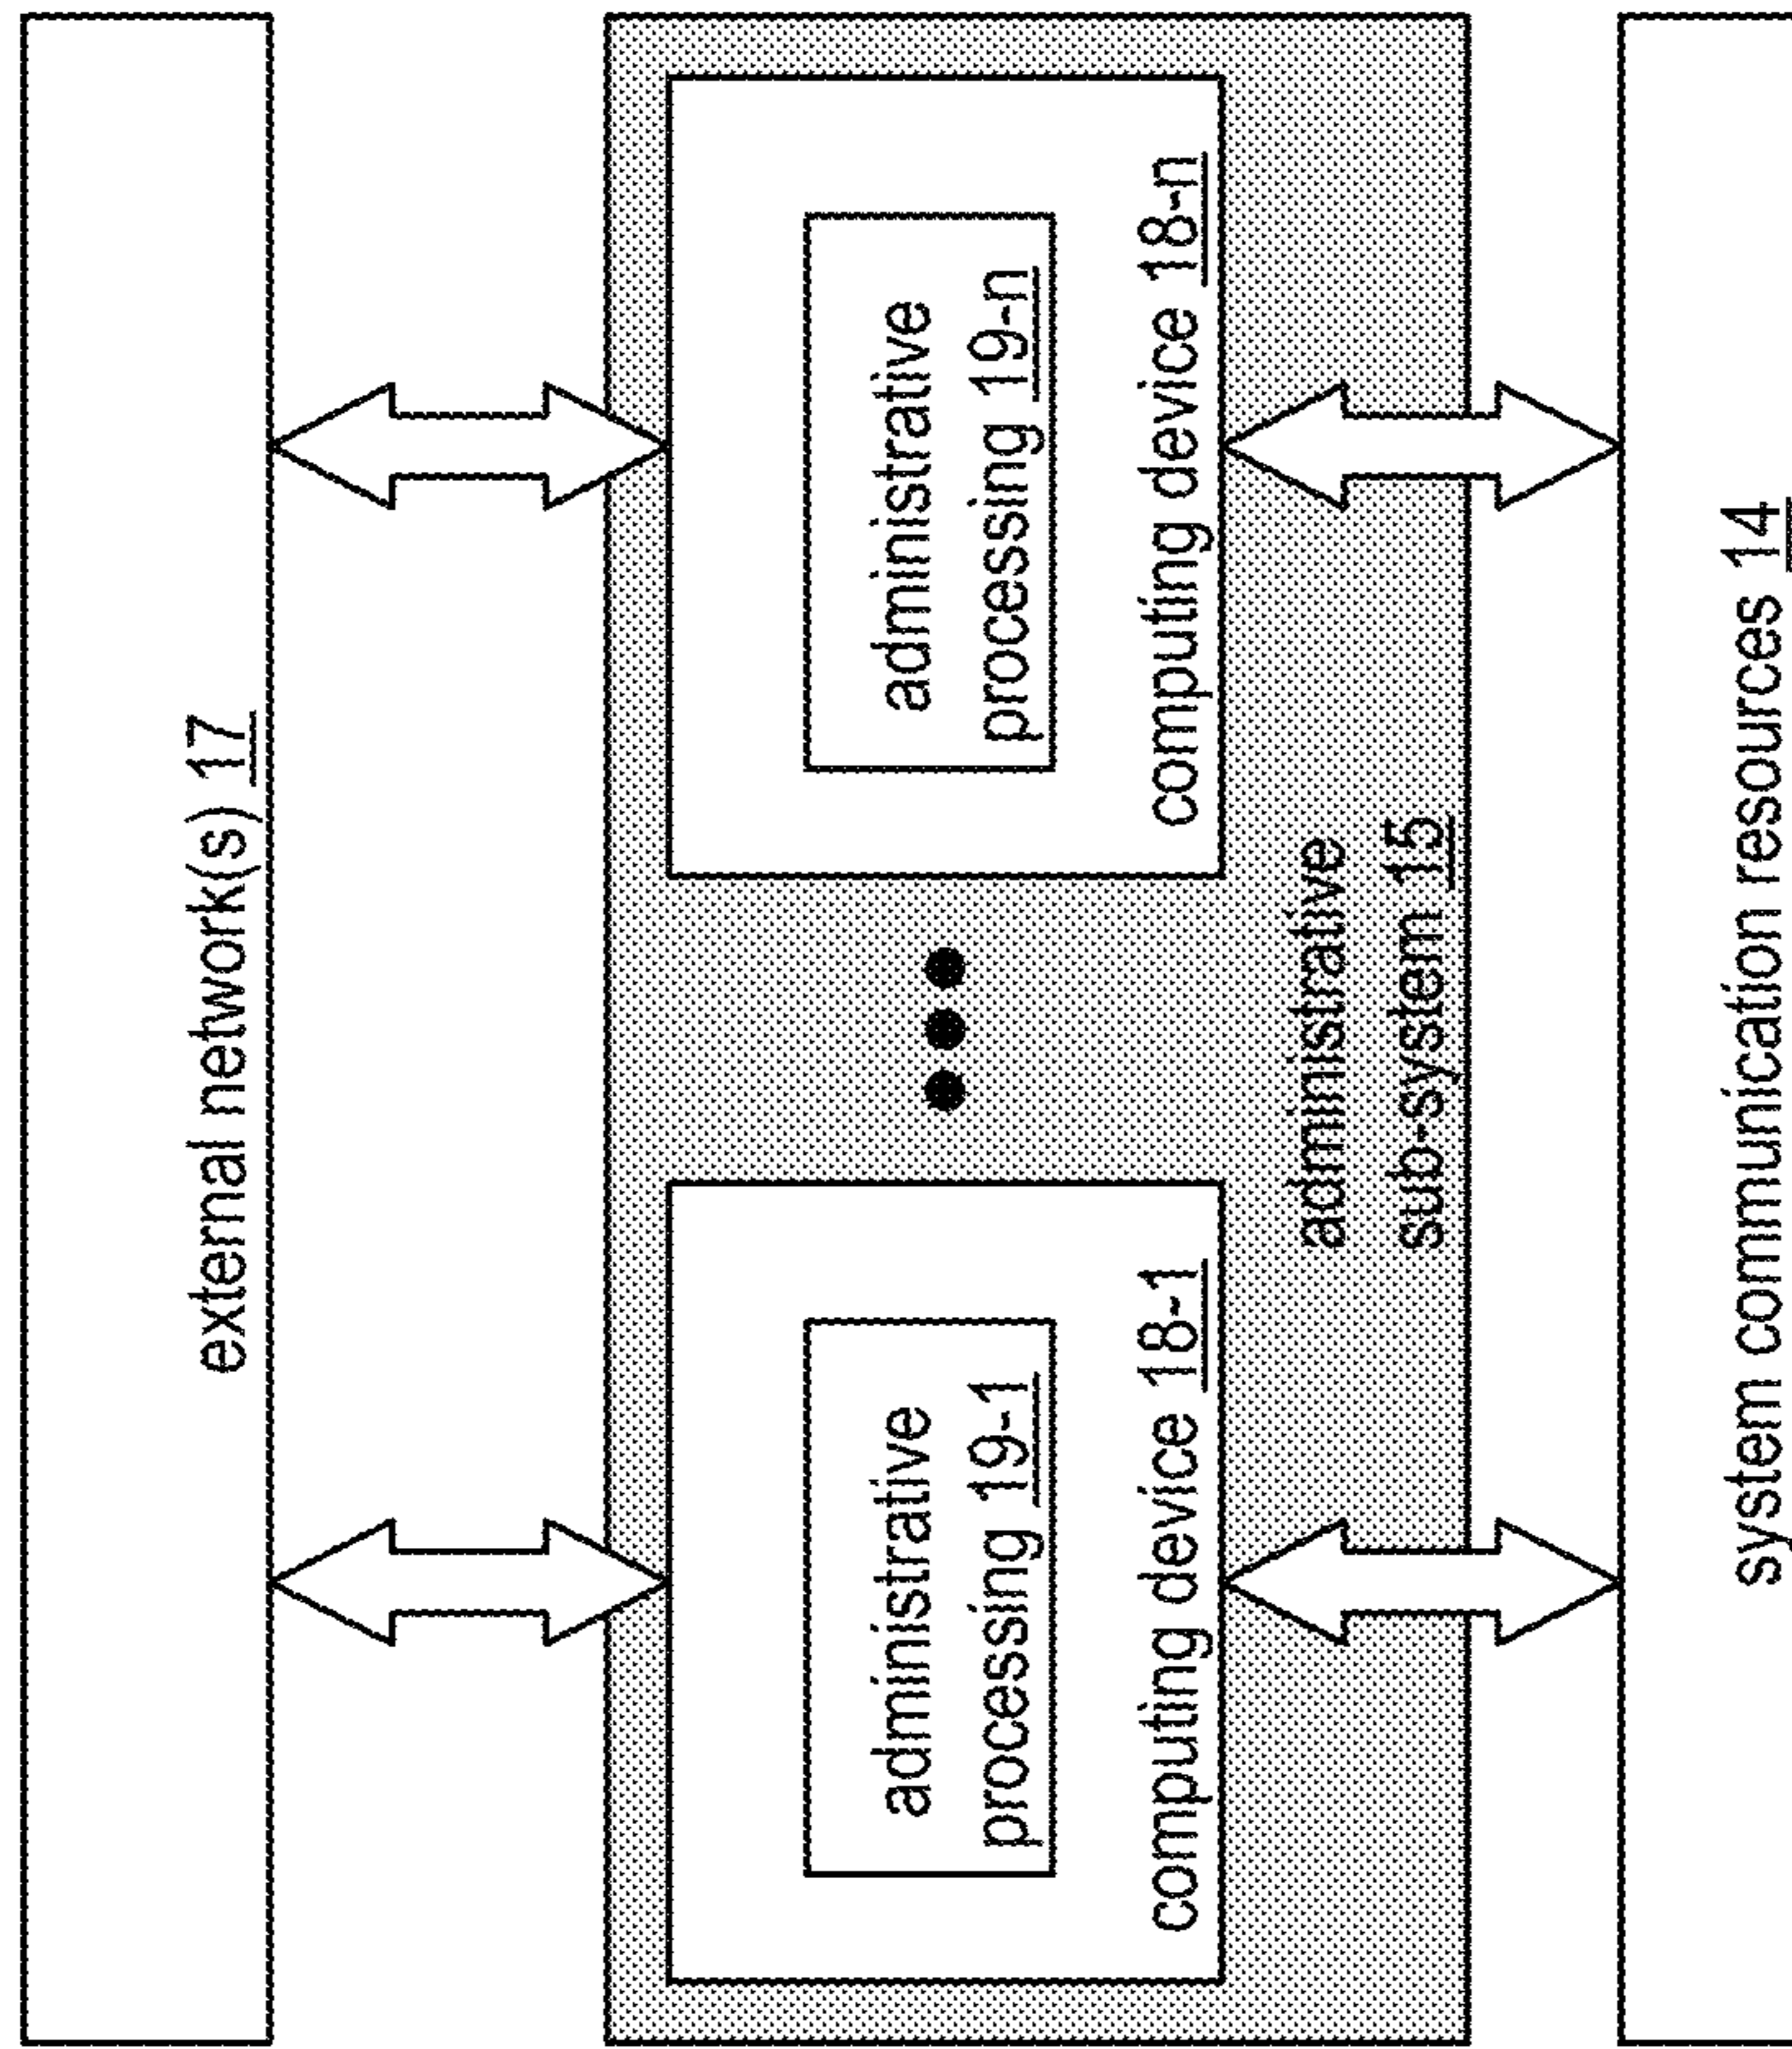 external network(s) 17
administrative
processing 19-1
computing device 18-1
administrative
processing 19-n
computing device 18-n
administrative
sub-system 15
system communication resources 14